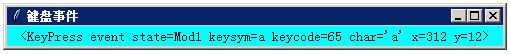 键盘事件
<KeyPress event state=Mod1 keysym=a keycode=65 char='a' x=312 y=12>